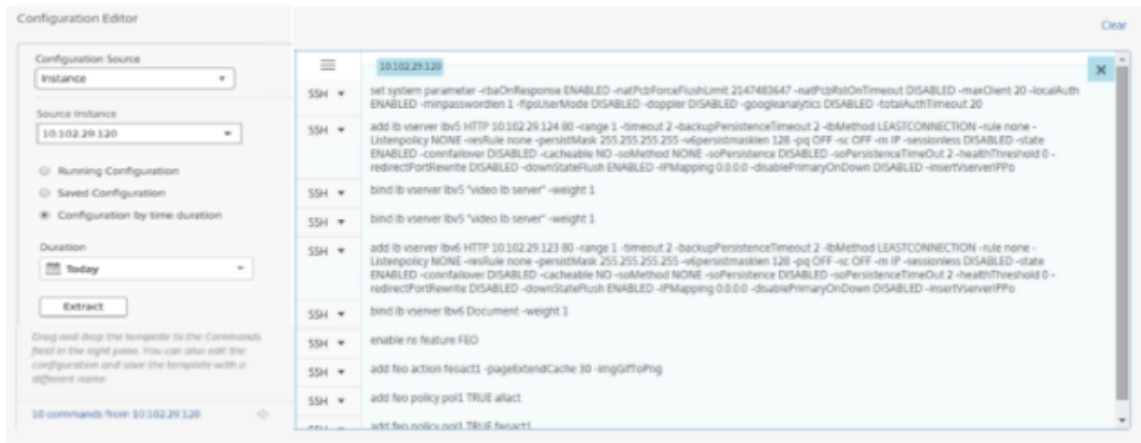 Configuration Editor
Clear
Configuration Source
Instance
Source Instance
10.102.29.120
Running Configuration
Saved Configuration
Configuration by time duration
Duration
Today
Extract
Drag and drop the template to the Commands
field in the right pane. You can also edit the
configuration and save the template with a
different name
10 commands from 10.102.29.120
10.102.29.120
SSH set system parameter -rbaOnResponse ENABLED -natPcbForceFlushLimit 2147483647 -natPcbRstOnTimeout DISABLED -maxClient 20 -localAuth
ENABLED -minpasswordlen 1 -fipsUserMode DISABLED -doppler DISABLED -googleanalytics DISABLED -totalAuthTimeout 20
SSH add lb vserver lbv5 HTTP 10.102.29.124 80 -range 1 -timeout 2 -backupPersistenceTimeout 2 -lbMethod LEASTCONNECTION -rule none -
Listenpolicy NONE -resRule none -persistMask 255.255.255.255 -v6persistmasklen 128 -pq OFF -sc OFF -m IP -sessionless DISABLED -state
ENABLED -connfailover DISABLED -cacheable NO -soMethod NONE -soPersistence DISABLED -soPersistenceTimeOut 2 -healthThreshold 0 -
redirectPortRewrite DISABLED -downStateFlush ENABLED -IPMapping 0.0.0.0 -disablePrimaryOnDown DISABLED -insertVserverIPPo
SSH bind lb vserver lbv5 "video lb server" -weight 1
SSH bind lb vserver lbv5 "video lb server" -weight 1
SSH add lb vserver lbv6 HTTP 10.102.29.123 80 -range 1 -timeout 2 -backupPersistenceTimeout 2 -lbMethod LEASTCONNECTION -rule none -
Listenpolicy NONE -resRule none -persistMask 255.255.255.255 -v6persistmasklen 128 -pq OFF -sc OFF -m IP -sessionless DISABLED -state
ENABLED -connfailover DISABLED -cacheable NO -soMethod NONE -soPersistence DISABLED -soPersistenceTimeOut 2 -healthThreshold 0 -
redirectPortRewrite DISABLED -downStateFlush ENABLED -IPMapping 0.0.0.0 -disablePrimaryOnDown DISABLED -insertVserverIPPo
SSH bind lb vserver lbv6 Document -weight 1
SSH enable ns feature FEO
SSH add feo action feoact1 -pageExtendCache 30 -imgGifToPng
SSH add feo policy pol1 TRUE allact
SSH add feo policy pol1 TRUE feoact1